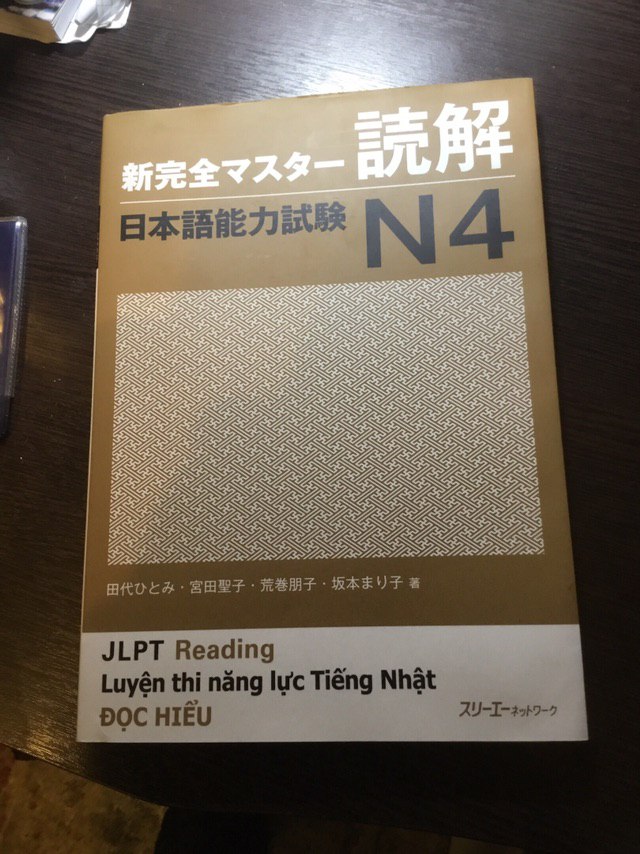 新完全マスター 読解
日本語能力試験 N4
田代ひとみ・宮田聖子・荒巻朋子・坂本まり子 著
JLPT Reading
Luyện thi năng lực Tiếng Nhật
ĐỌC HIỂU
スリーエーネットワーク